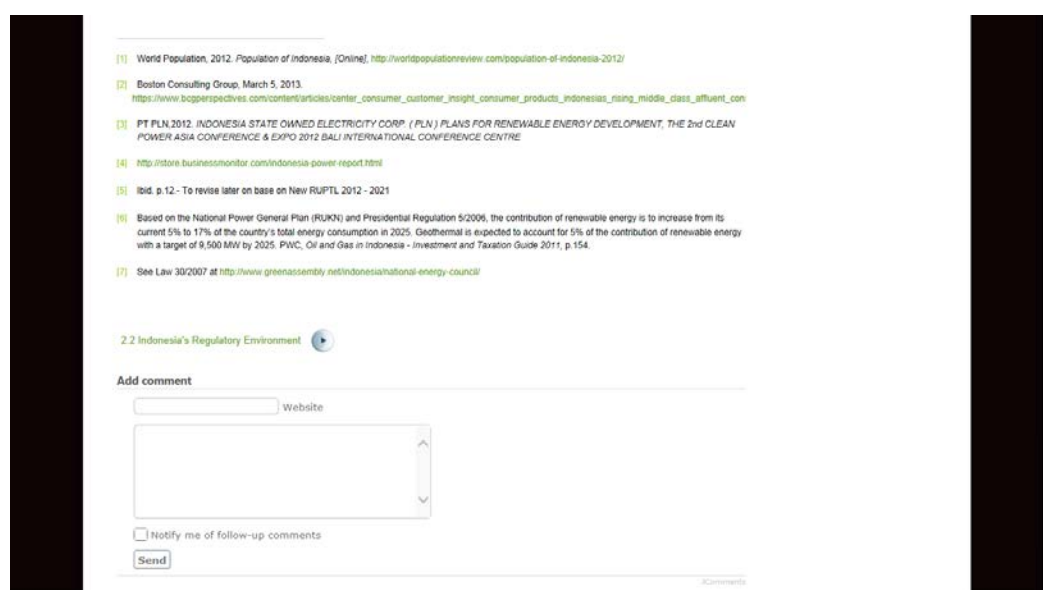 [1] World Population, 2012. Population of Indonesia, [Online], http://worldpopulationreview.com/population-of-indonesia-2012/
[2] Boston Consulting Group, March 5, 2013.
https://www.bcgperspectives.com/content/articles/center_consumer_customer_insight_consumer_products_indonesias_rising_middle_class_affluent_con
[3] PT PLN,2012. INDONESIA STATE OWNED ELECTRICITY CORP. ( PLN ) PLANS FOR RENEWABLE ENERGY DEVELOPMENT, THE 2nd CLEAN
POWER ASIA CONFERENCE & EXPO 2012 BALI INTERNATIONAL CONFERENCE CENTRE
[4] http://store.businessmonitor.com/indonesia-power-report.html
[5] Ibid. p.12.- To revise later on base on New RUPTL 2012 - 2021
[6] Based on the National Power General Plan (RUKN) and Presidential Regulation 5/2006, the contribution of renewable energy is to increase from its
current 5% to 17% of the country's total energy consumption in 2025. Geothermal is expected to account for 5% of the contribution of renewable energy
with a target of 9,500 MW by 2025. PWC, Oil and Gas in Indonesia - Investment and Taxation Guide 2011, p.154.
[7] See Law 30/2007 at http://www.greenassembly.net/indonesia/national-energy-council/
2.2 Indonesia's Regulatory Environment
Add comment
Website
Notify me of follow-up comments
Send
JComments